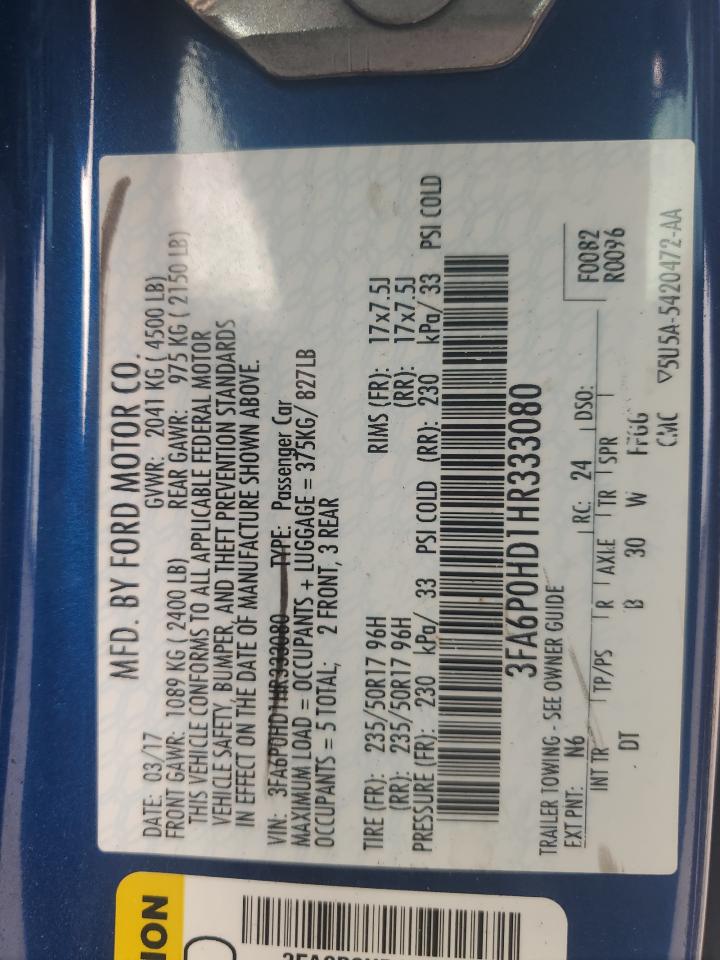 MFD. BY FORD MOTOR CO.
DATE: 03/17 GVWR: 2041 KG ( 4500 LB)
FRONT GAWR: 1089 KG ( 2400 LB) REAR GAWR: 975 KG ( 2150 LB)
THIS VEHICLE CONFORMS TO ALL APPLICABLE FEDERAL MOTOR
VEHICLE SAFETY, BUMPER, AND THEFT PREVENTION STANDARDS
IN EFFECT ON THE DATE OF MANUFACTURE SHOWN ABOVE.
VIN: 3FA6P0HD1HR333080 TYPE: Passenger Car
MAXIMUM LOAD = OCCUPANTS + LUGGAGE = 375KG/ 827LB
OCCUPANTS = 5 TOTAL; 2 FRONT, 3 REAR
TIRE (FR): 235/50R17 96H RIMS (FR): 17x7.5J
(RR): 235/50R17 96H (RR): 17x7.5J
PRESSURE (FR): 230 kPa/ 33 PSI COLD (RR): 230 kPa/ 33 PSI COLD
3FA6P0HD1HR333080
TRAILER TOWING - SEE OWNER GUIDE F0082
EXT PNT: N6 RC: 24 DSO: R0096
INT TR TP/PS R AXLE TR SPR
DT B 30 W
CMC ▽5U5A-5420472-AA
ION